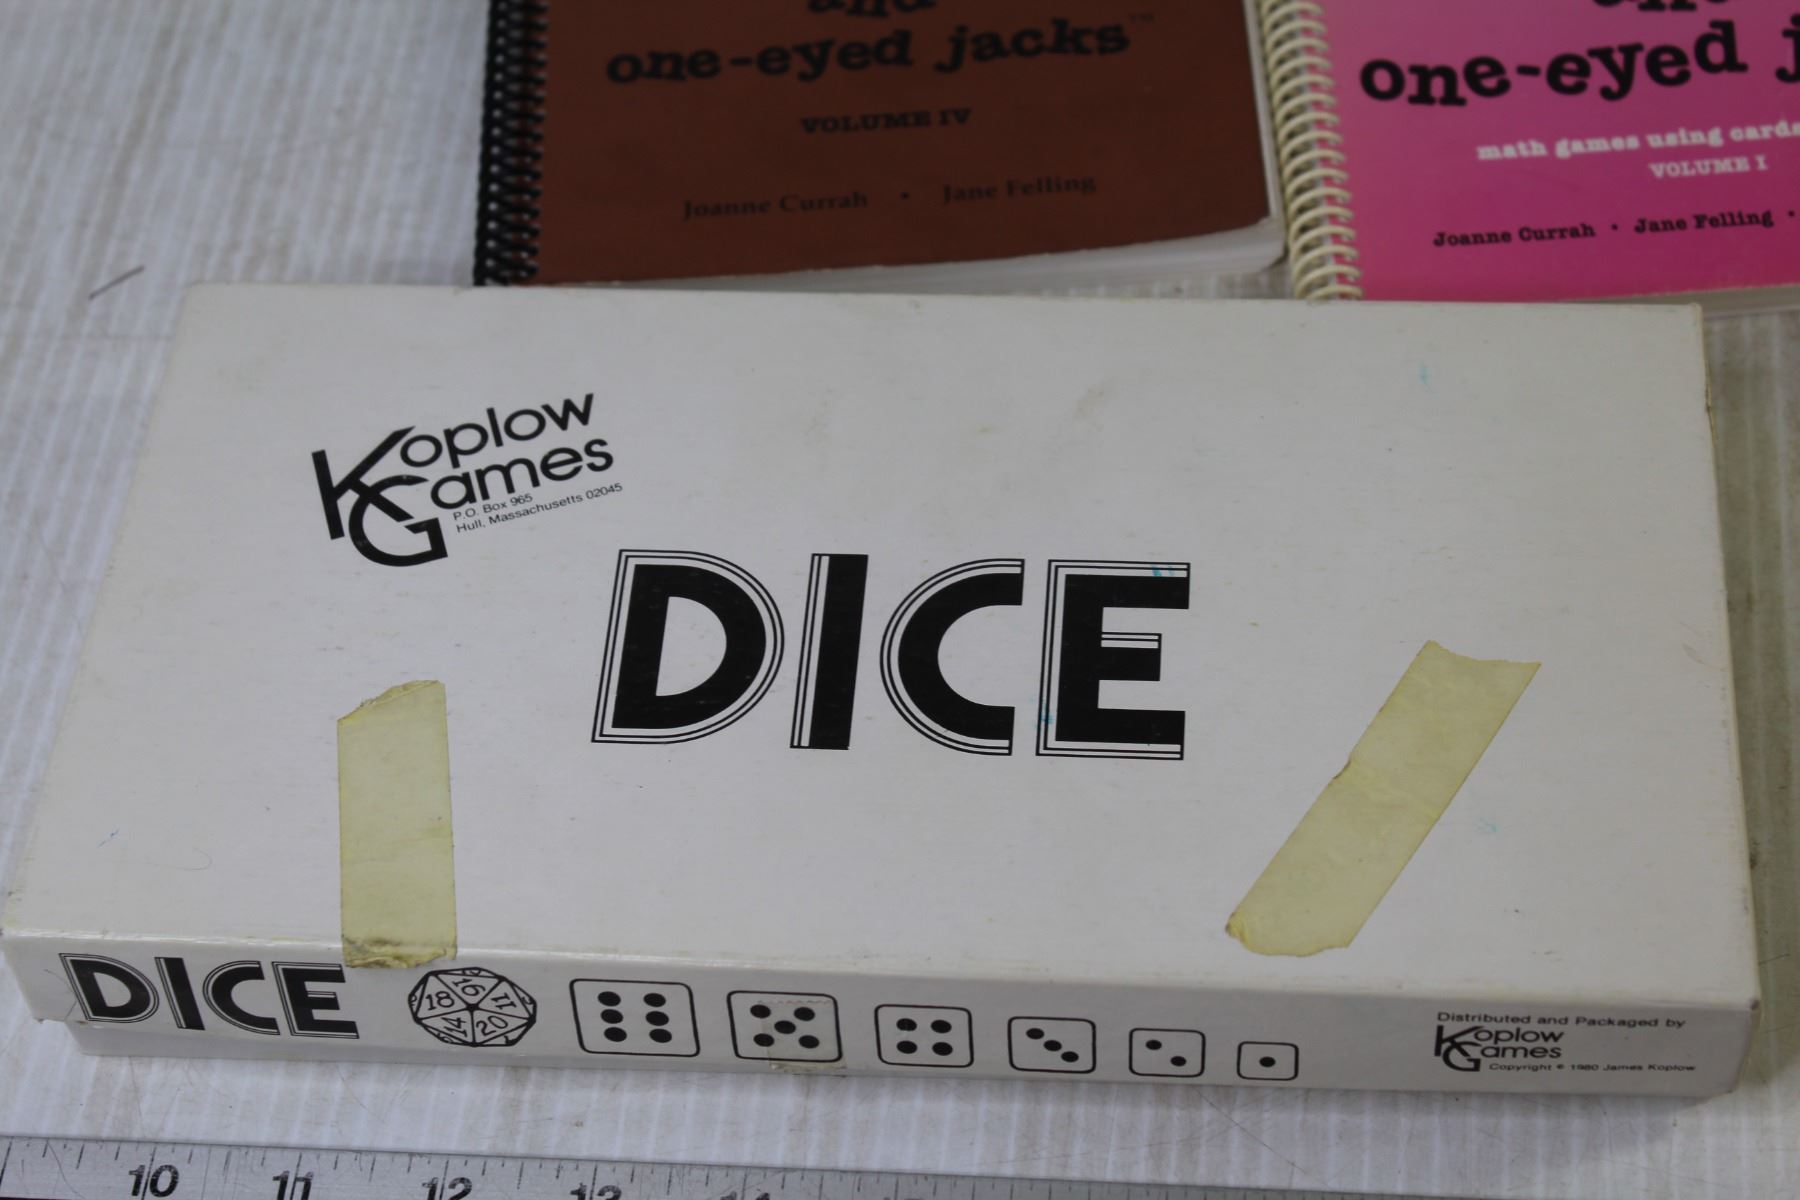 and
one-eyed jacks™
VOLUME IV
Joanne Currah • Jane Felling
and
one-eyed j
math games using cards
VOLUME I
Joanne Currah • Jane Felling •
Koplow
Games
P.O. Box 965
Hull, Massachusetts 02045
DICE
DICE
18 16 11 14 20
Distributed and Packaged by
Koplow
Games
Copyright © 1980 James Koplow
10 11 12 13 14